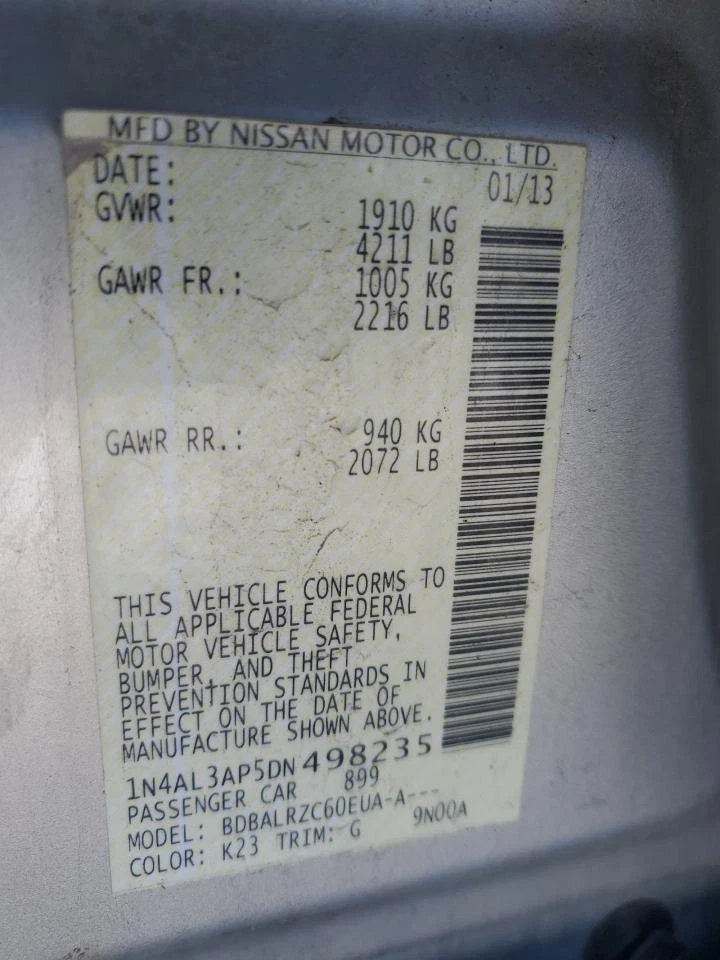 MFD BY NISSAN MOTOR CO., LTD.
DATE: 01/13
GVWR: 1910 KG
4211 LB
GAWR FR.: 1005 KG
2216 LB
GAWR RR.: 940 KG
2072 LB
THIS VEHICLE CONFORMS TO
ALL APPLICABLE FEDERAL
MOTOR VEHICLE SAFETY,
BUMPER, AND THEFT
PREVENTION STANDARDS IN
EFFECT ON THE DATE OF
MANUFACTURE SHOWN ABOVE.
1N4AL3AP5DN498235
PASSENGER CAR 899
MODEL: BDBALRZC60EUA-A---
COLOR: K23 TRIM: G 9N00A